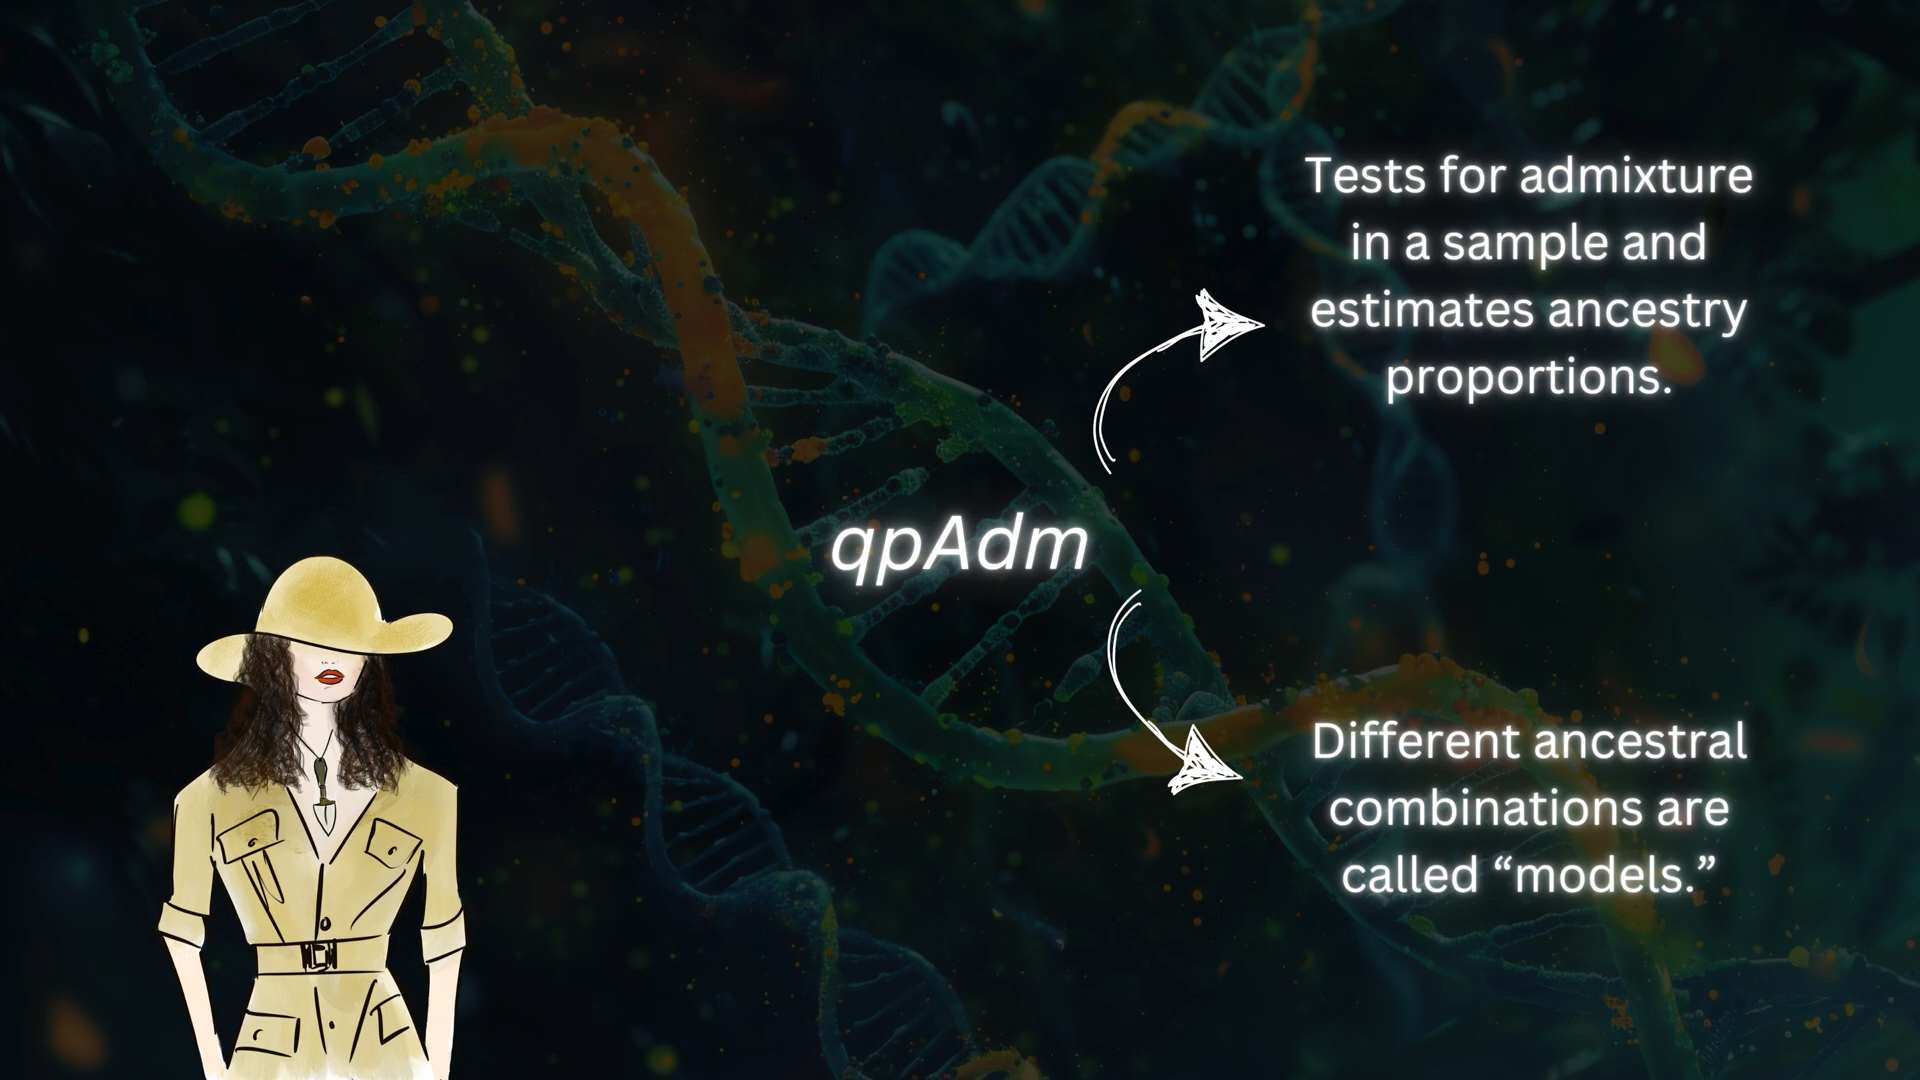 Tests for admixture
in a sample and
estimates ancestry
proportions.
qpAdm
Different ancestral
combinations are
called “models.”